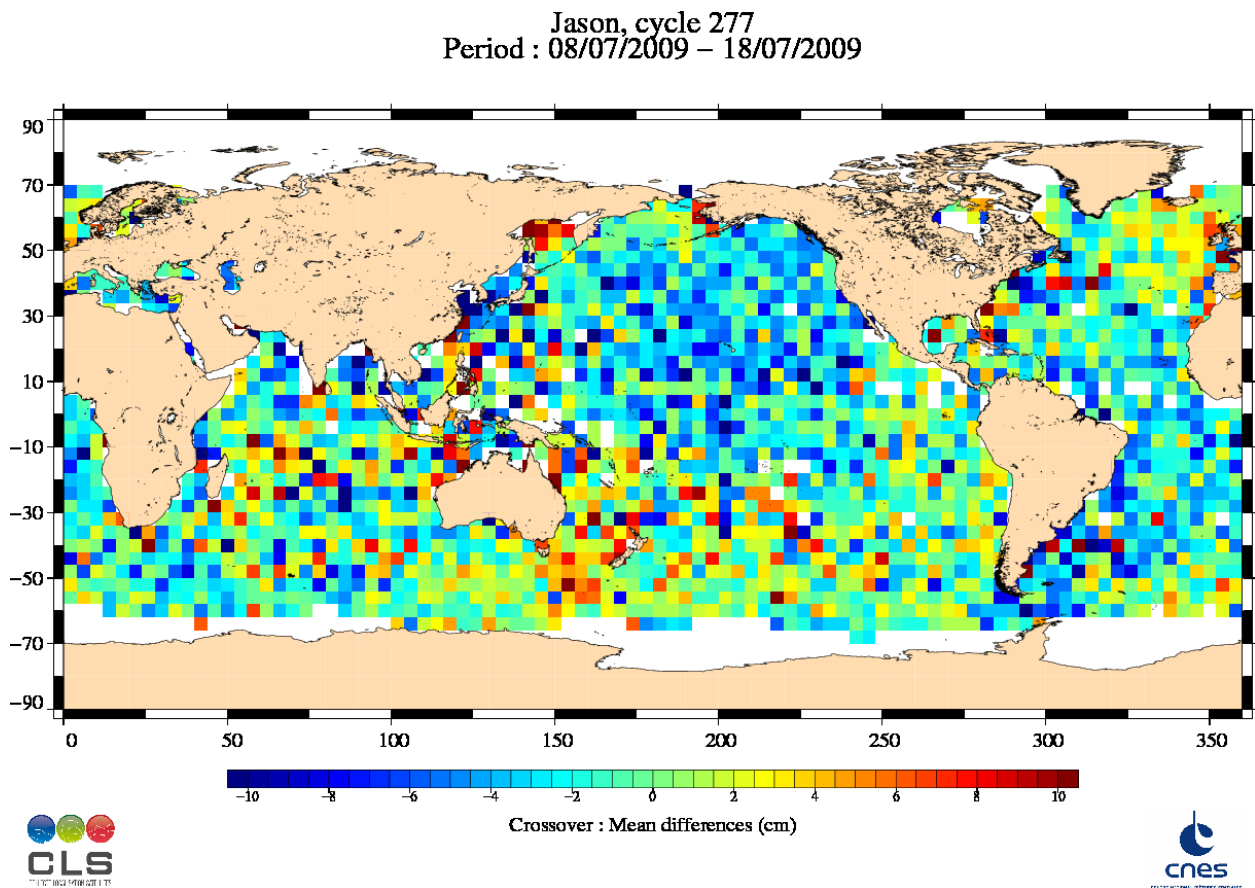 Jason, cycle 277
Period : 08/07/2009 − 18/07/2009
90
70
50
30
10
−10
−30
−50
−70
−90
0 50 100 150 200 250 300 350
−10 −8 −6 −4 −2 0 2 4 6 8 10
Crossover : Mean differences (cm)
CLS
cnes